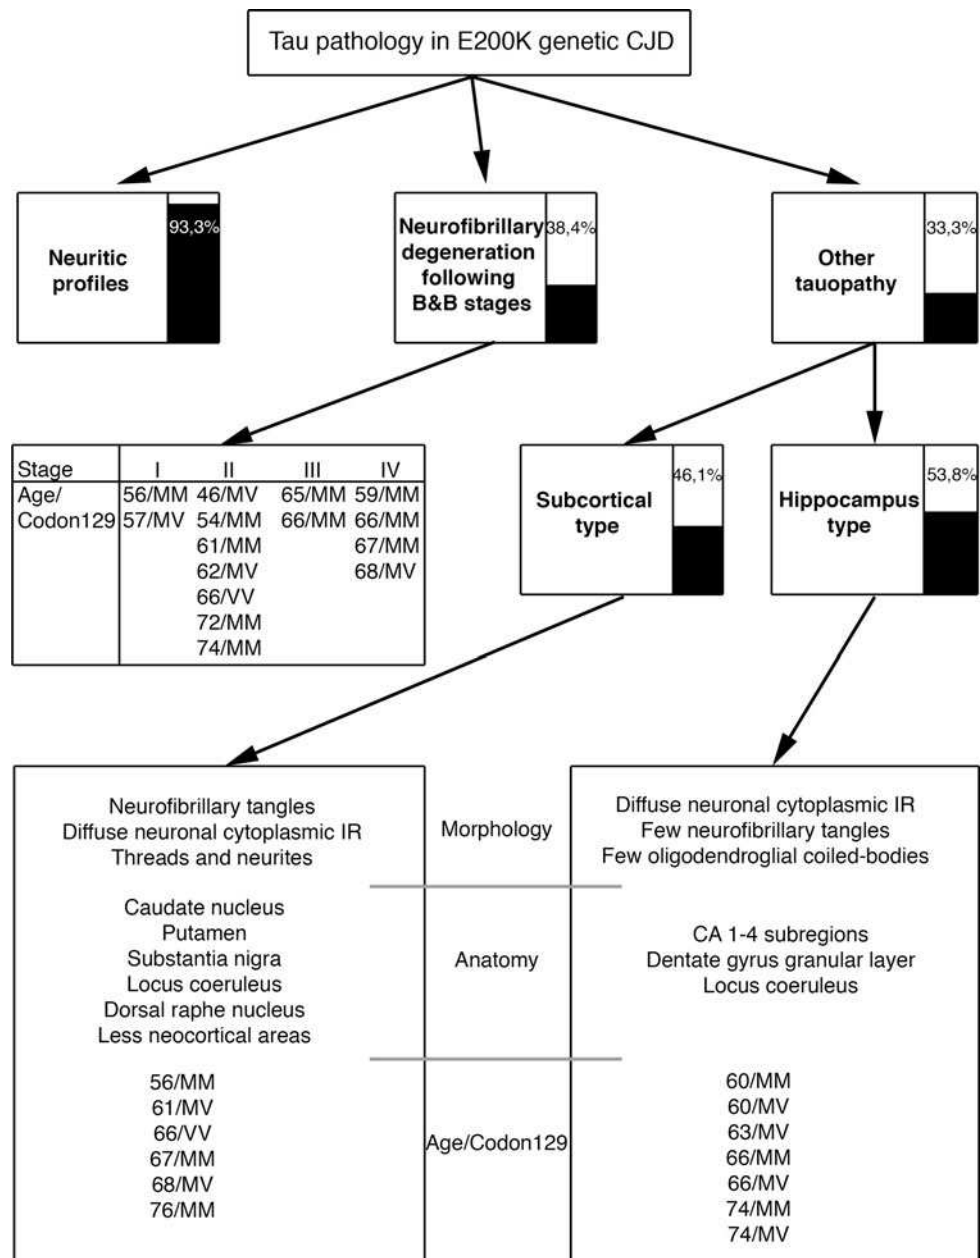 Tau pathology in E200K genetic CJD
Neuritic
profiles
93,3%
Neurofibrillary
degeneration
following
B&B stages
38,4%
Other
tauopathy
33,3%
Stage I II III IV
Age/ 56/MM 46/MV 65/MM 59/MM
Codon129 57/MV 54/MM 66/MM 66/MM
61/MM 67/MM
62/MV 68/MV
66/VV
72/MM
74/MM
Subcortical
type
46,1%
Hippocampus
type
53,8%
Neurofibrillary tangles
Diffuse neuronal cytoplasmic IR
Threads and neurites
Morphology
Diffuse neuronal cytoplasmic IR
Few neurofibrillary tangles
Few oligodendroglial coiled-bodies
Caudate nucleus
Putamen
Substantia nigra
Locus coeruleus
Dorsal raphe nucleus
Less neocortical areas
Anatomy
CA 1-4 subregions
Dentate gyrus granular layer
Locus coeruleus
56/MM
61/MV
66/VV
67/MM
68/MV
76/MM
Age/Codon129
60/MM
60/MV
63/MV
66/MM
66/MV
74/MM
74/MV